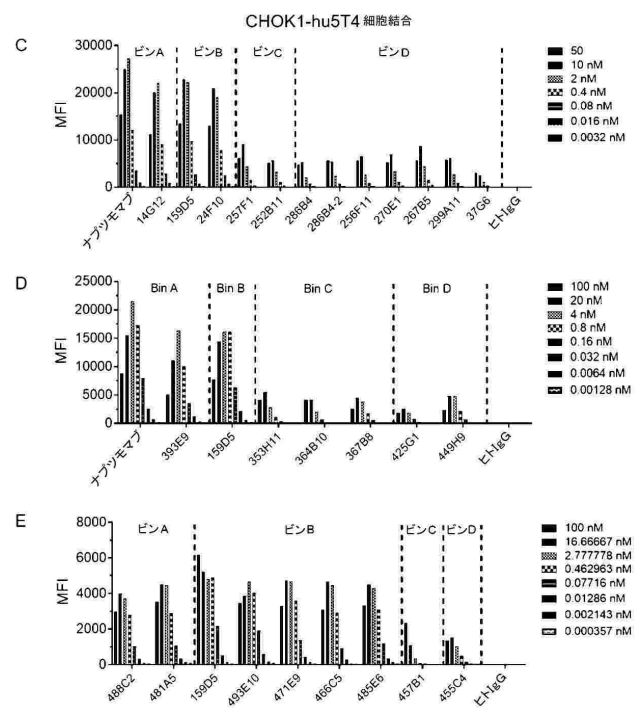 CHOK1-hu5T4 細胞結合
C
ビンA
ビンB
ビンC
ビンD
MFI
30000
20000
10000
0
ナプツモマブ
14G12
159D5
24F10
257F1
252B11
286B4
286B4-2
256F11
270E1
267B5
299A11
37G6
ヒトIgG
50
10 nM
2 nM
0.4 nM
0.08 nM
0.016 nM
0.0032 nM
D
Bin A
Bin B
Bin C
Bin D
MFI
25000
20000
15000
10000
5000
0
ナプツモマブ
393E9
159D5
353H11
364B10
367B8
425G1
449H9
ヒトIgG
100 nM
20 nM
4 nM
0.8 nM
0.16 nM
0.032 nM
0.0064 nM
0.00128 nM
E
ビンA
ビンB
ビンC
ビンD
MFI
8000
6000
4000
2000
0
488C2
481A5
159D5
493E10
471E9
466C5
485E6
457B1
455C4
ヒトIgG
100 nM
16.66667 nM
2.777778 nM
0.462963 nM
0.07716 nM
0.01286 nM
0.002143 nM
0.000357 nM